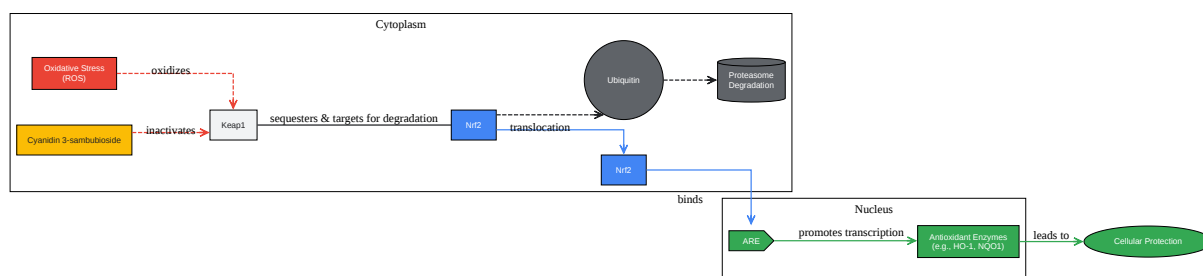 Cytoplasm
Oxidative Stress
(ROS)
oxidizes
Ubiquitin
Proteasome
Degradation
Cyanidin 3-sambubioside
inactivates
Keap1
sequesters & targets for degradation
Nrf2
translocation
Nrf2
binds
Nucleus
ARE
promotes transcription
Antioxidant Enzymes
(e.g., HO-1, NQO1)
leads to
Cellular Protection